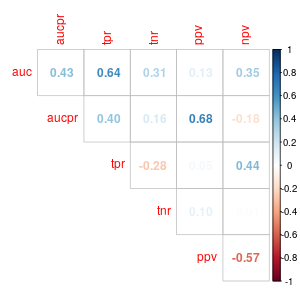 aucpr tpr tnr ppv npv
auc 0.43 0.64 0.31 0.13 0.35
aucpr 0.40 0.16 0.68 -0.18
tpr -0.28 0.05 0.44
tnr 0.10
ppv -0.57
1
0.8
0.6
0.4
0.2
0
-0.2
-0.4
-0.6
-0.8
-1